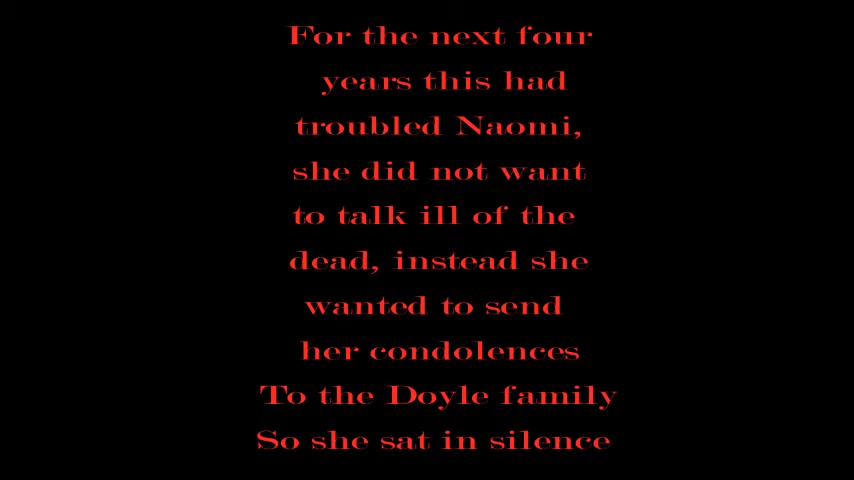 For the next four
years this had
troubled Naomi,
she did not want
to talk ill of the
dead, instead she
wanted to send
her condolences
To the Doyle family
So she sat in silence